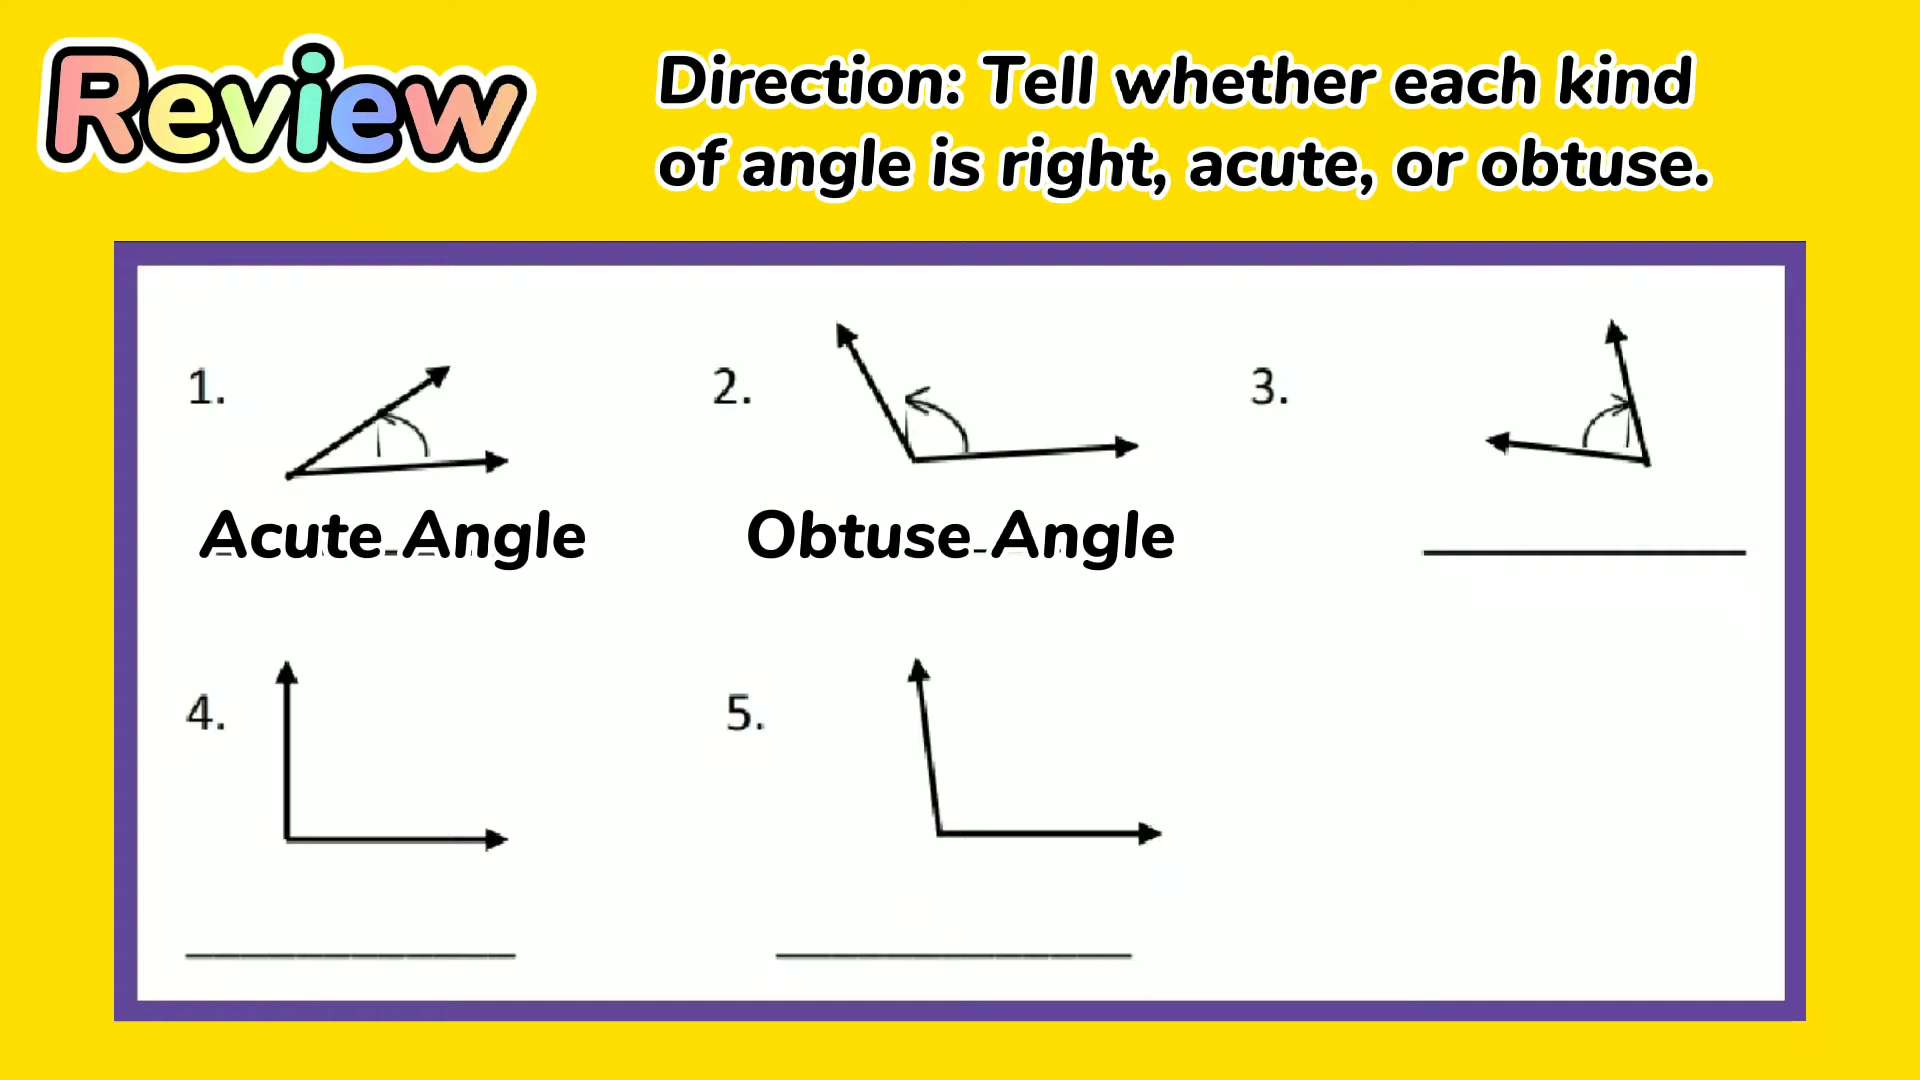 Review
Direction: Tell whether each kind
of angle is right, acute, or obtuse.
1.
2.
3.
Acute Angle
Obtuse Angle
4.
5.